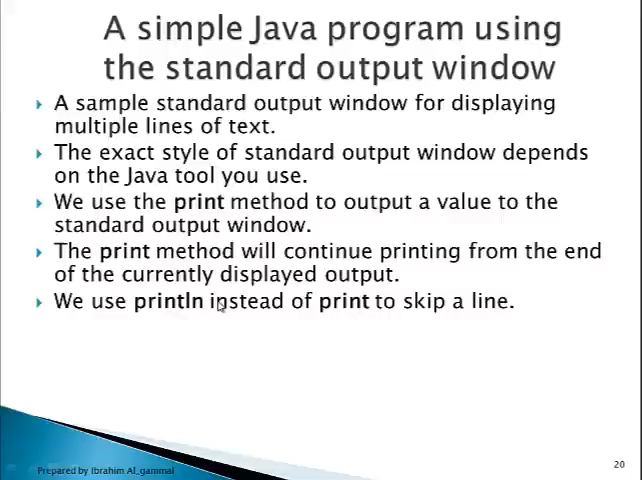 A simple Java program using
the standard output window
A sample standard output window for displaying
multiple lines of text.
The exact style of standard output window depends
on the Java tool you use.
We use the print method to output a value to the
standard output window.
The print method will continue printing from the end
of the currently displayed output.
We use println instead of print to skip a line.
Prepared by Ibrahim Al_gammal
20